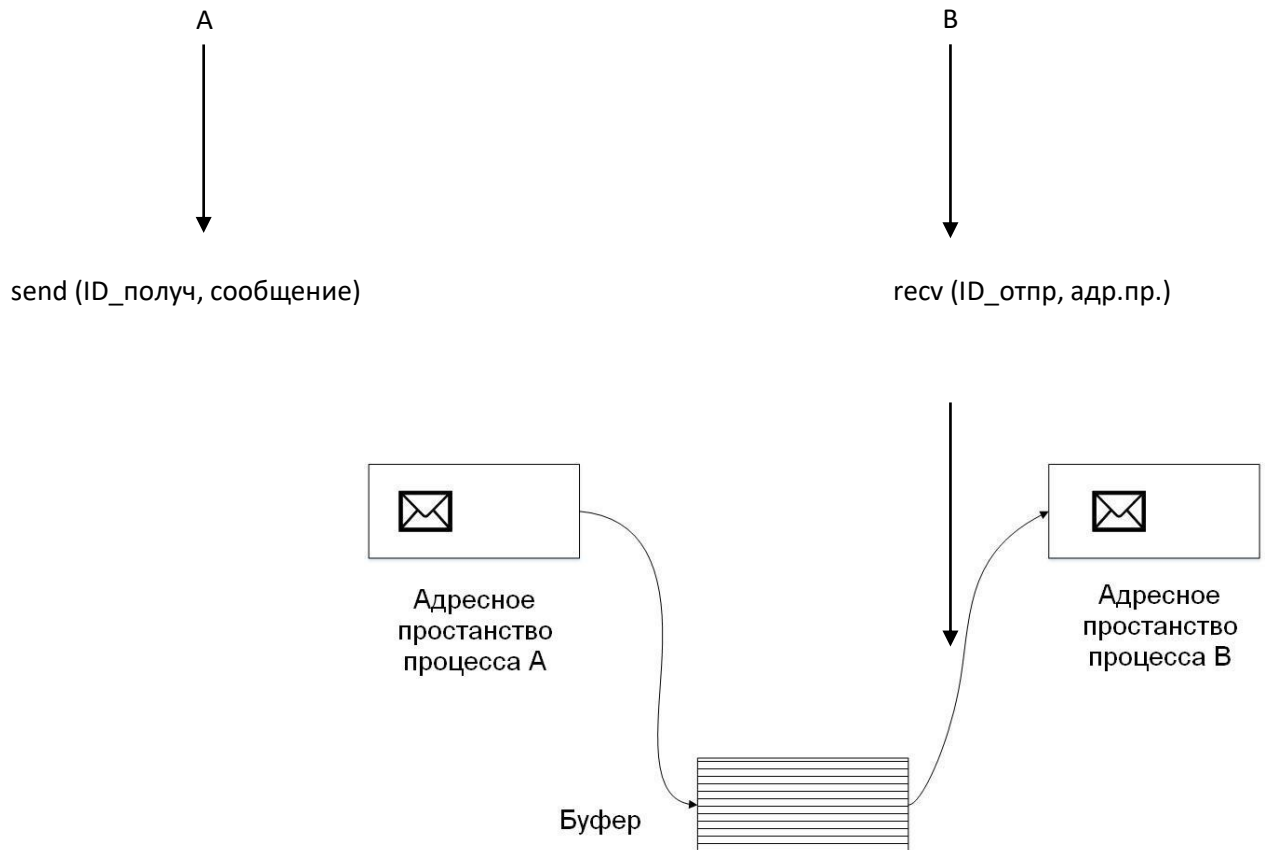 A
B
send (ID_получ, сообщение)
recv (ID_отпр, адр.пр.)
Адресное
простанство
процесса А
Адресное
простанство
процесса В
Буфер